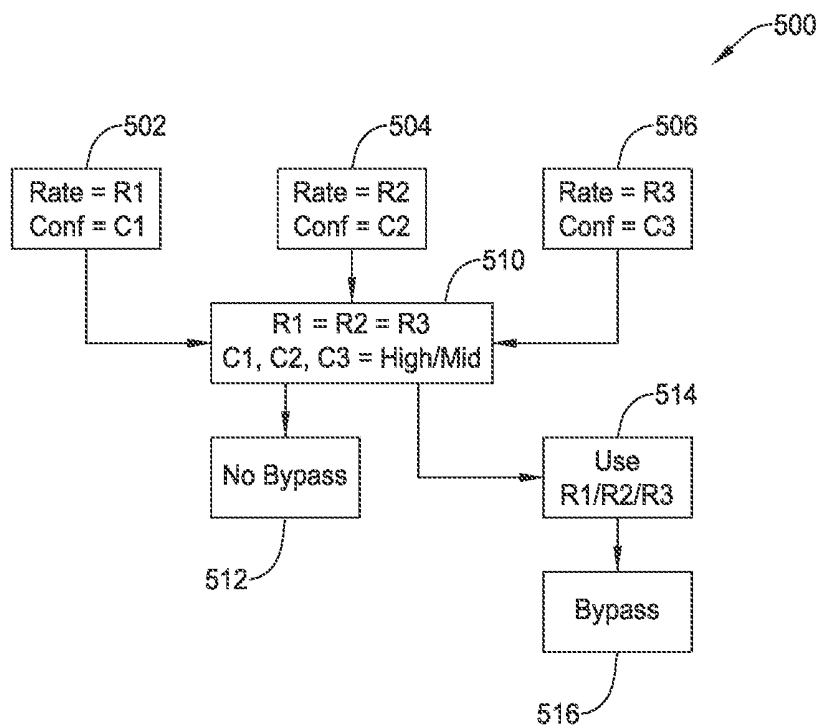 500
502
504
506
Rate = R1
Conf = C1
Rate = R2
Conf = C2
Rate = R3
Conf = C3
510
R1 = R2 = R3
C1, C2, C3 = High/Mid
514
No Bypass
Use
R1/R2/R3
512
Bypass
516